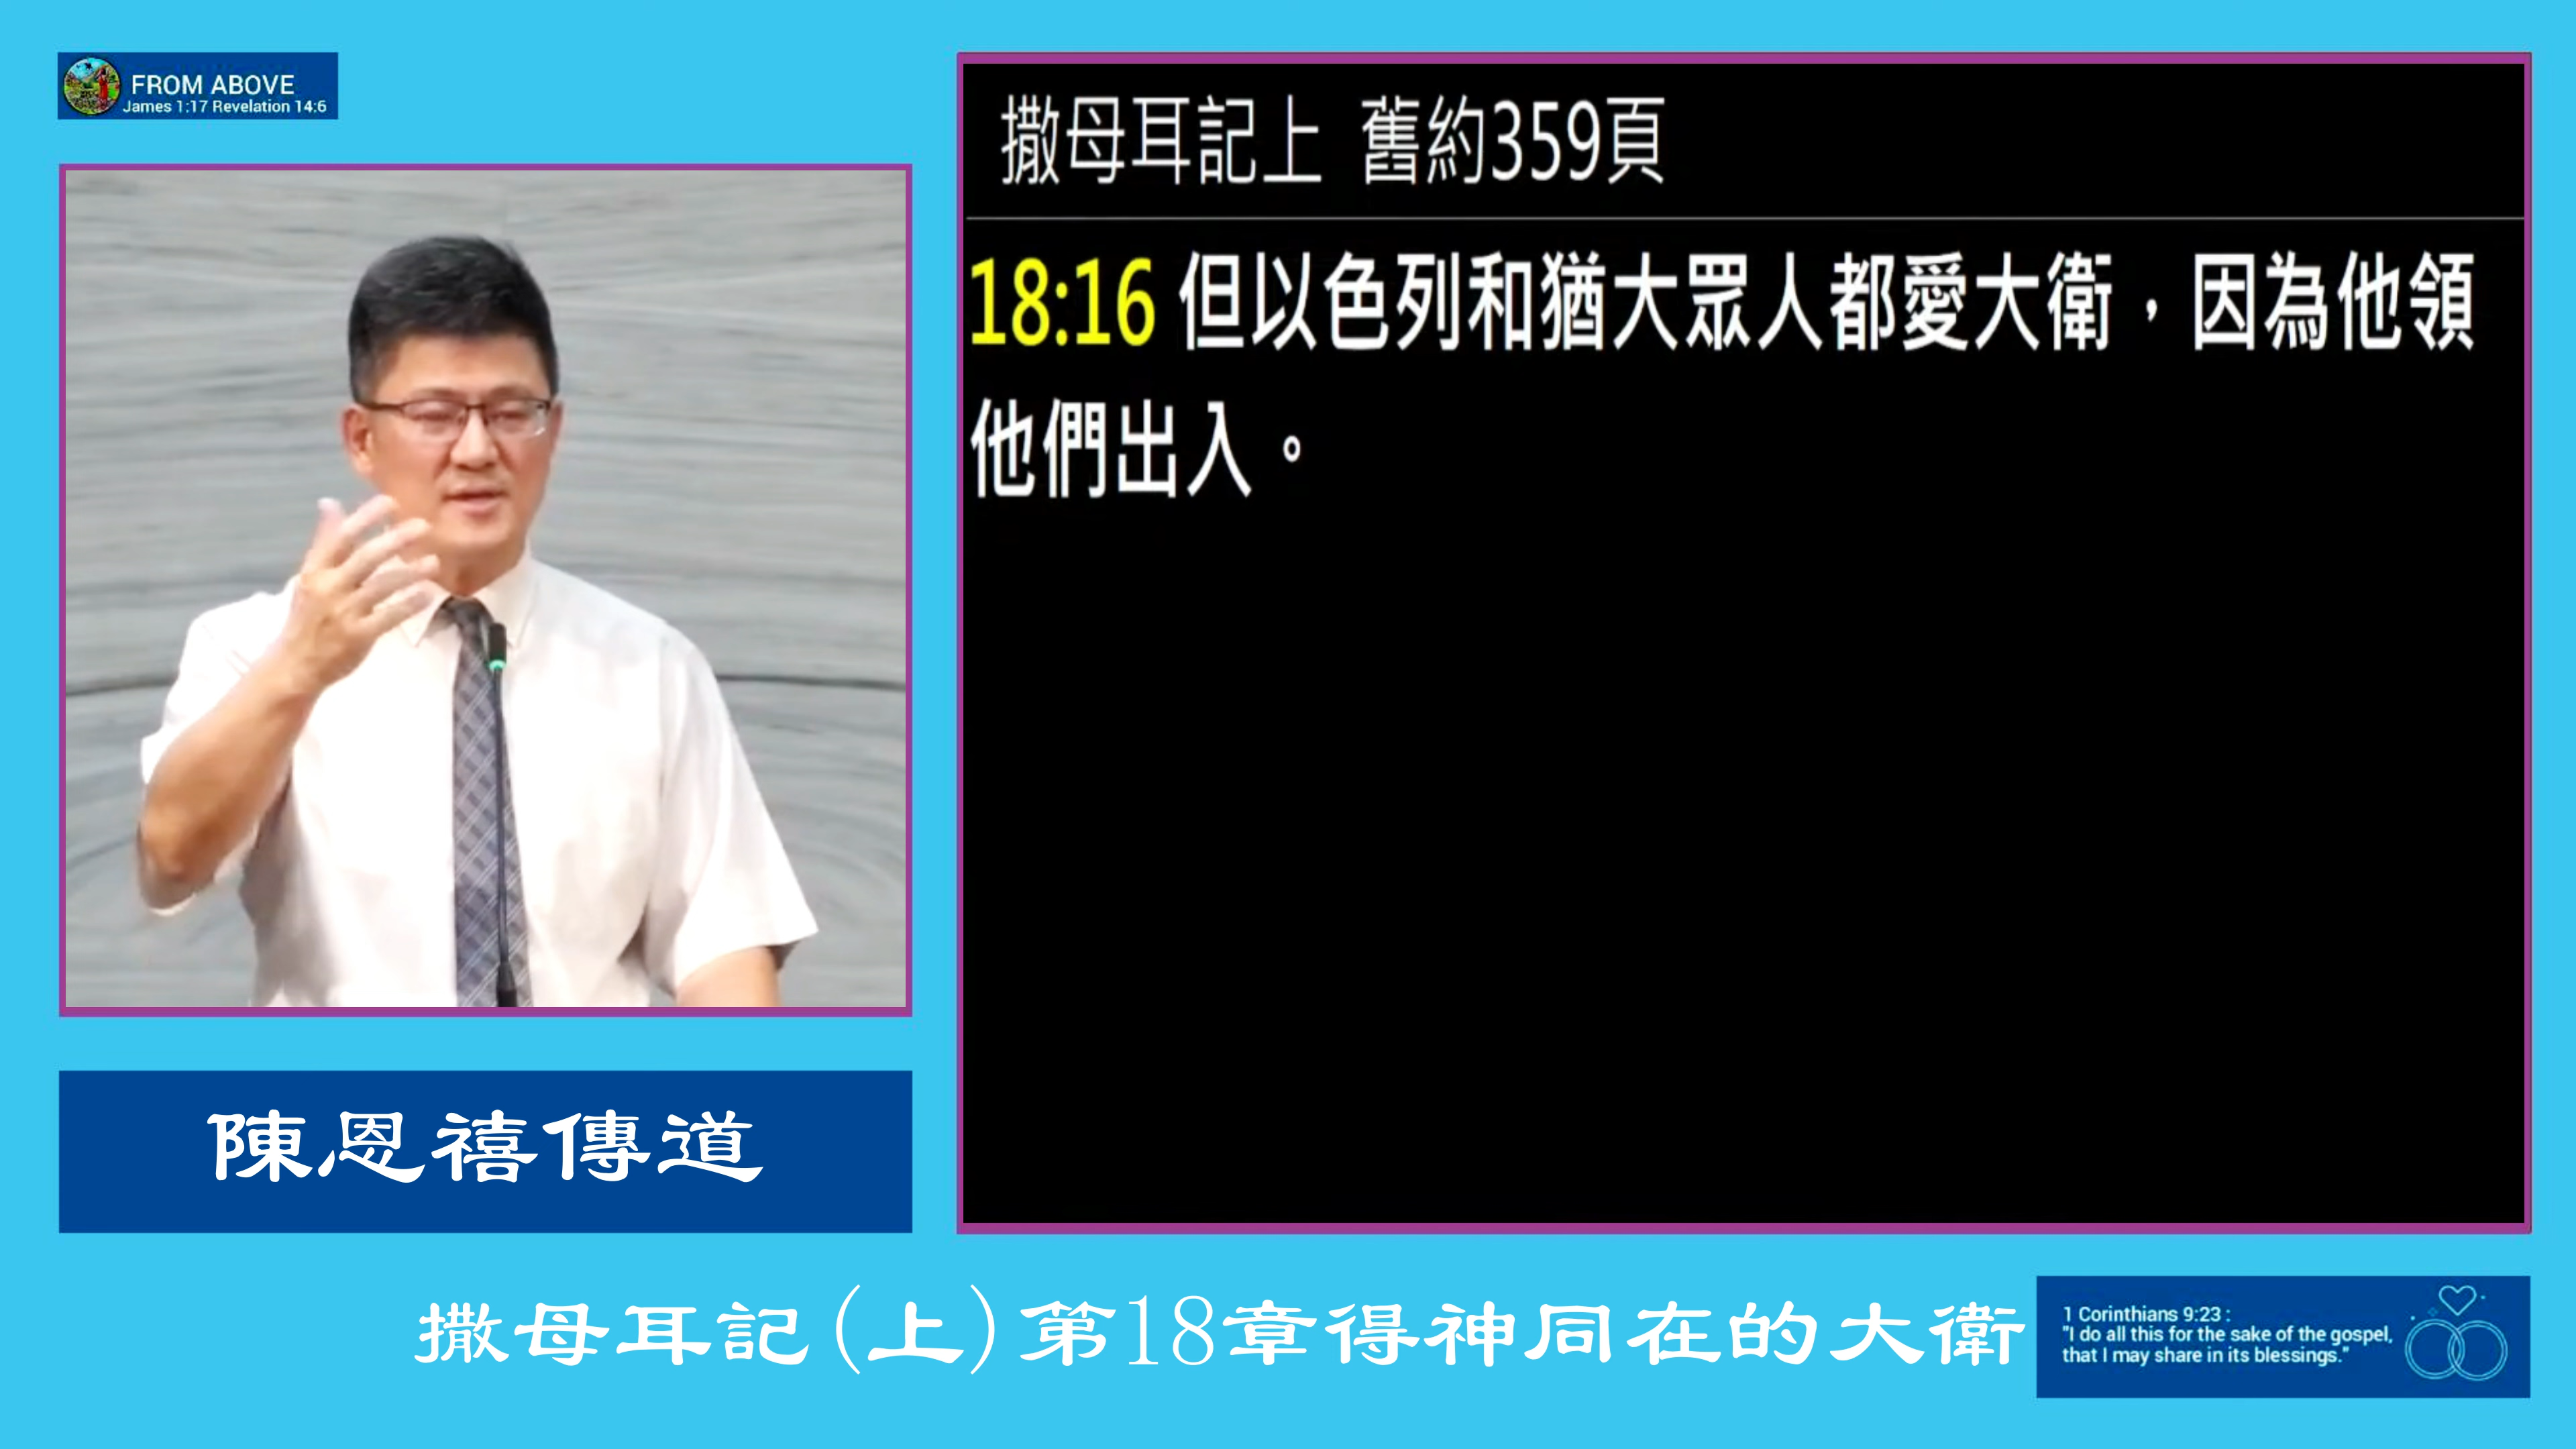 FROM ABOVE
James 1:17 Revelation 14:6
撒母耳記上 舊約359頁
18:16 但以色列和猶大眾人都愛大衛，因為他領
他們出入。
陳恩禧傳道
撒母耳記(上)第18章得神同在的大衛
1 Corinthians 9:23 :
"I do all this for the sake of the gospel,
that I may share in its blessings."